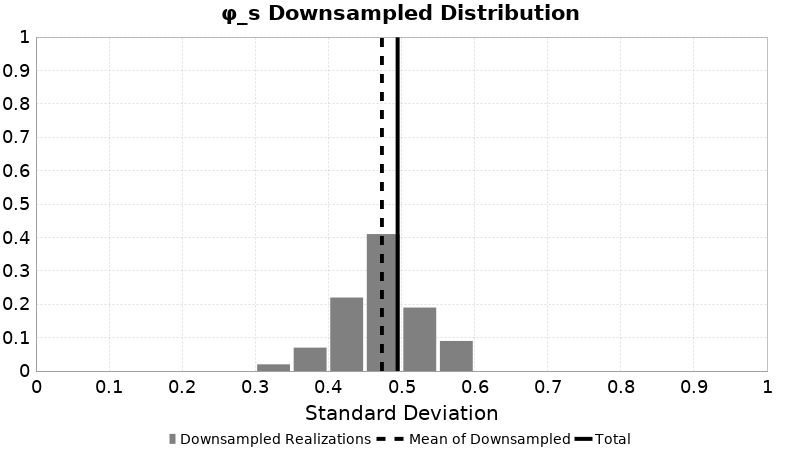 φ_s Downsampled Distribution
1
0.9
0.8
0.7
0.6
0.5
0.4
0.3
0.2
0.1
0
0 0.1 0.2 0.3 0.4 0.5 0.6 0.7 0.8 0.9 1
Standard Deviation
Downsampled Realizations Mean of Downsampled Total